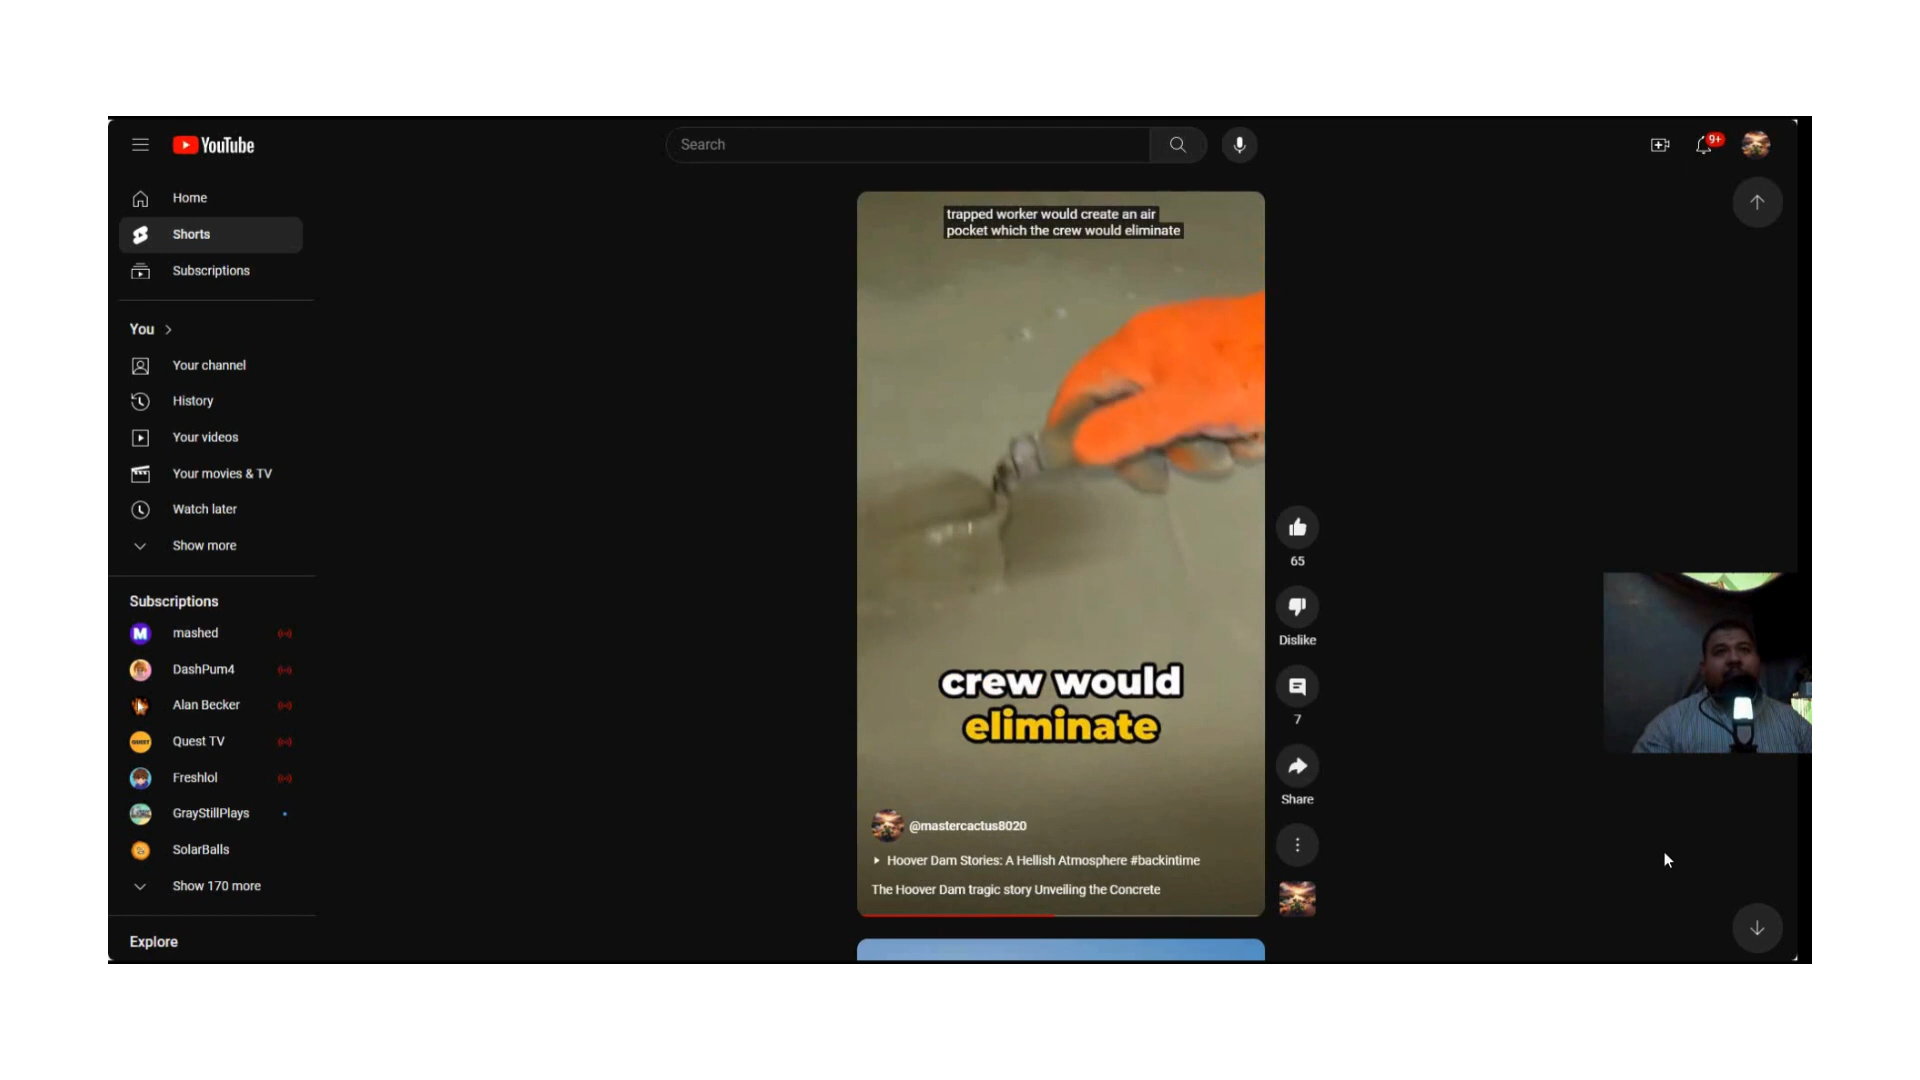 YouTube
Search
9+
Home
Shorts
Subscriptions
You
Your channel
History
Your videos
Your movies & TV
Watch later
Show more
Subscriptions
M mashed
DashPum4
Alan Becker
Quest TV
Freshlol
GrayStillPlays
SolarBalls
Show 170 more
Explore
trapped worker would create an air
pocket which the crew would eliminate
crew would
eliminate
@mastercactus8020
Hoover Dam Stories: A Hellish Atmosphere #backintime
The Hoover Dam tragic story Unveiling the Concrete
65
Dislike
7
Share